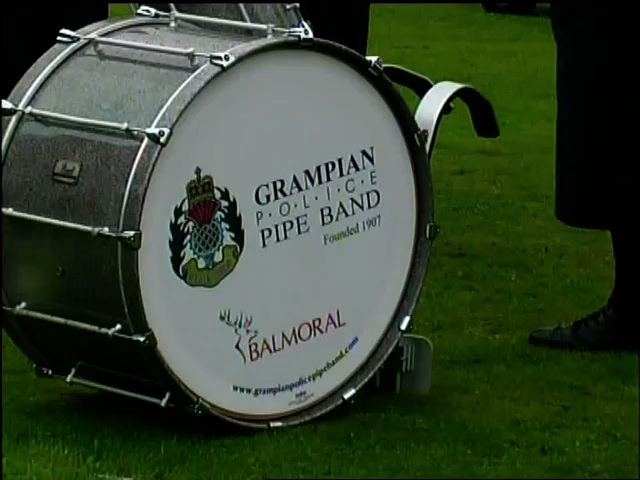 GRAMPIAN
P·O·L·I·C·E
PIPE BAND
Founded 1907
BALMORAL
www.grampianpolicepipeband.com